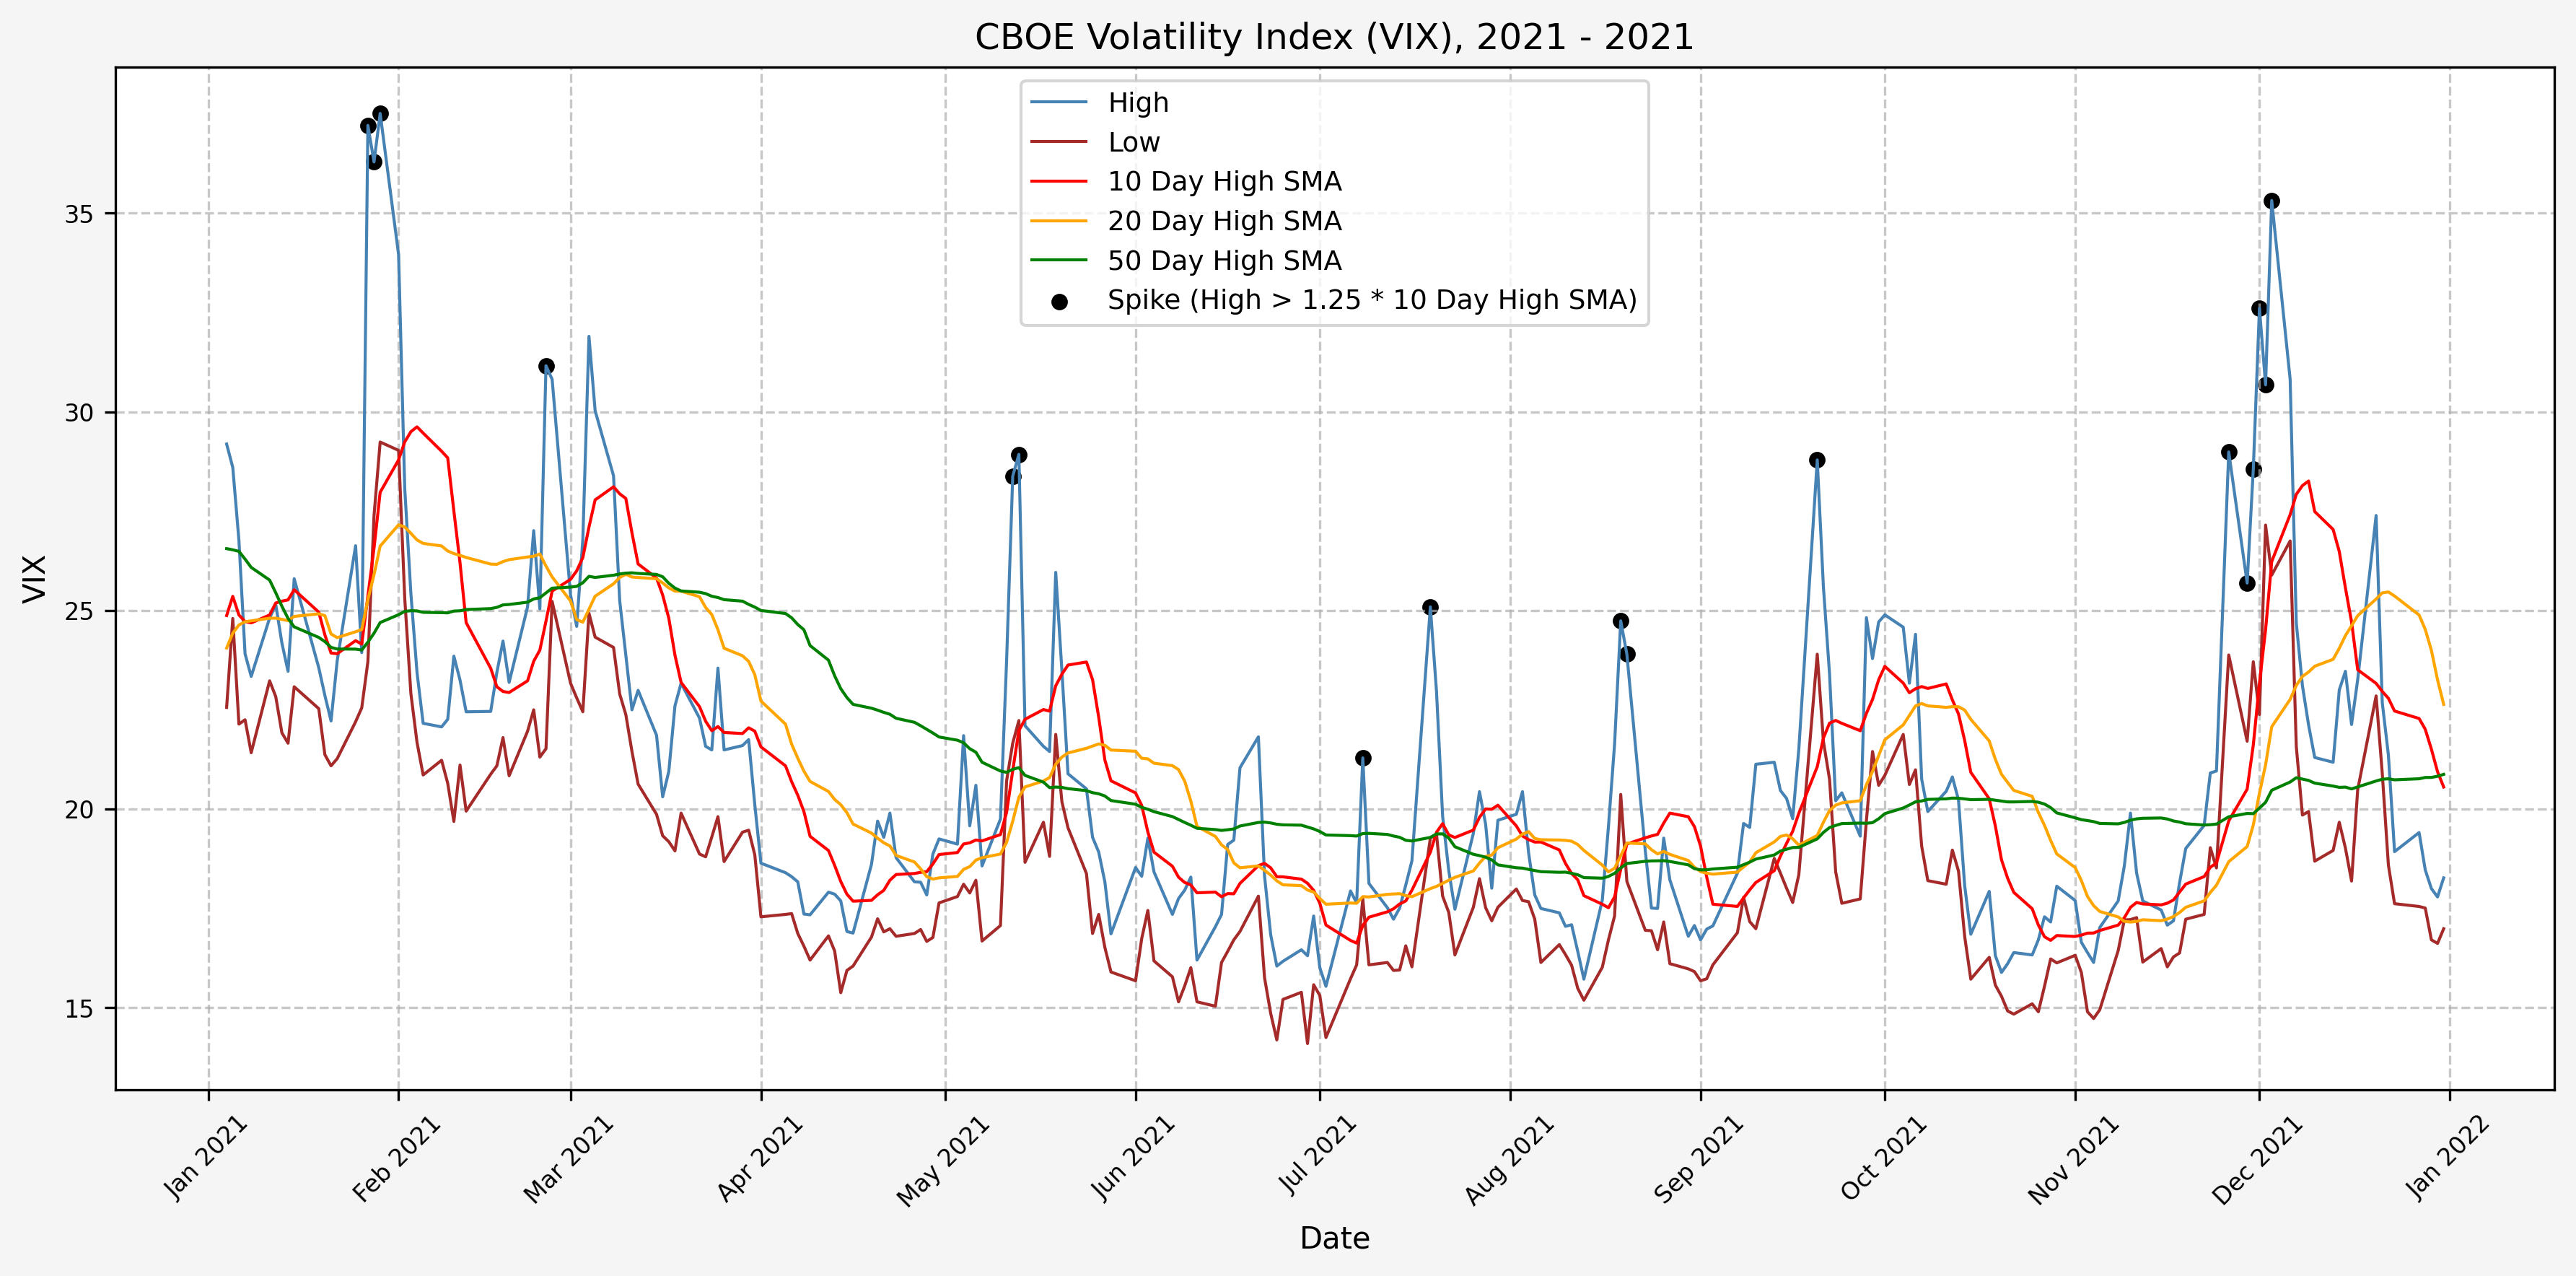 CBOE Volatility Index (VIX), 2021 - 2021
High
Low
10 Day High SMA
20 Day High SMA
50 Day High SMA
Spike (High > 1.25 * 10 Day High SMA)
VIX
35
30
25
20
15
Jan 2021
Feb 2021
Mar 2021
Apr 2021
May 2021
Jun 2021
Jul 2021
Aug 2021
Sep 2021
Oct 2021
Nov 2021
Dec 2021
Jan 2022
Date